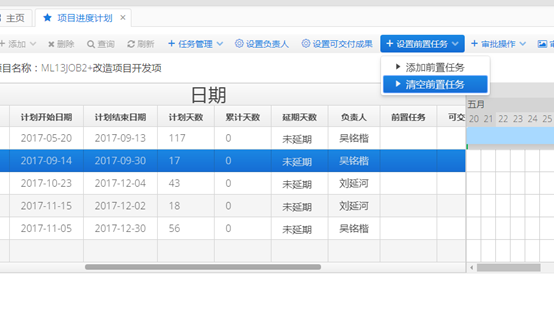 主页 项目进度计划 ×
添加 删除 查询 刷新 任务管理 设置负责人 设置可交付成果 设置前置任务 审批操作
项目名称：ML13JOB2+改造项目开发项
添加前置任务
清空前置任务
日期
五月
计划开始日期 计划结束日期 计划天数 累计天数 延期天数 负责人 前置任务 可交 20 21 22 23 24 25
2017-05-20 2017-09-13 117 0 未延期 吴铭楷
2017-09-14 2017-09-30 17 0 未延期 吴铭楷
2017-10-23 2017-12-04 43 0 未延期 刘延河
2017-11-15 2017-12-02 18 0 未延期 刘延河
2017-11-05 2017-12-30 56 0 未延期 吴铭楷